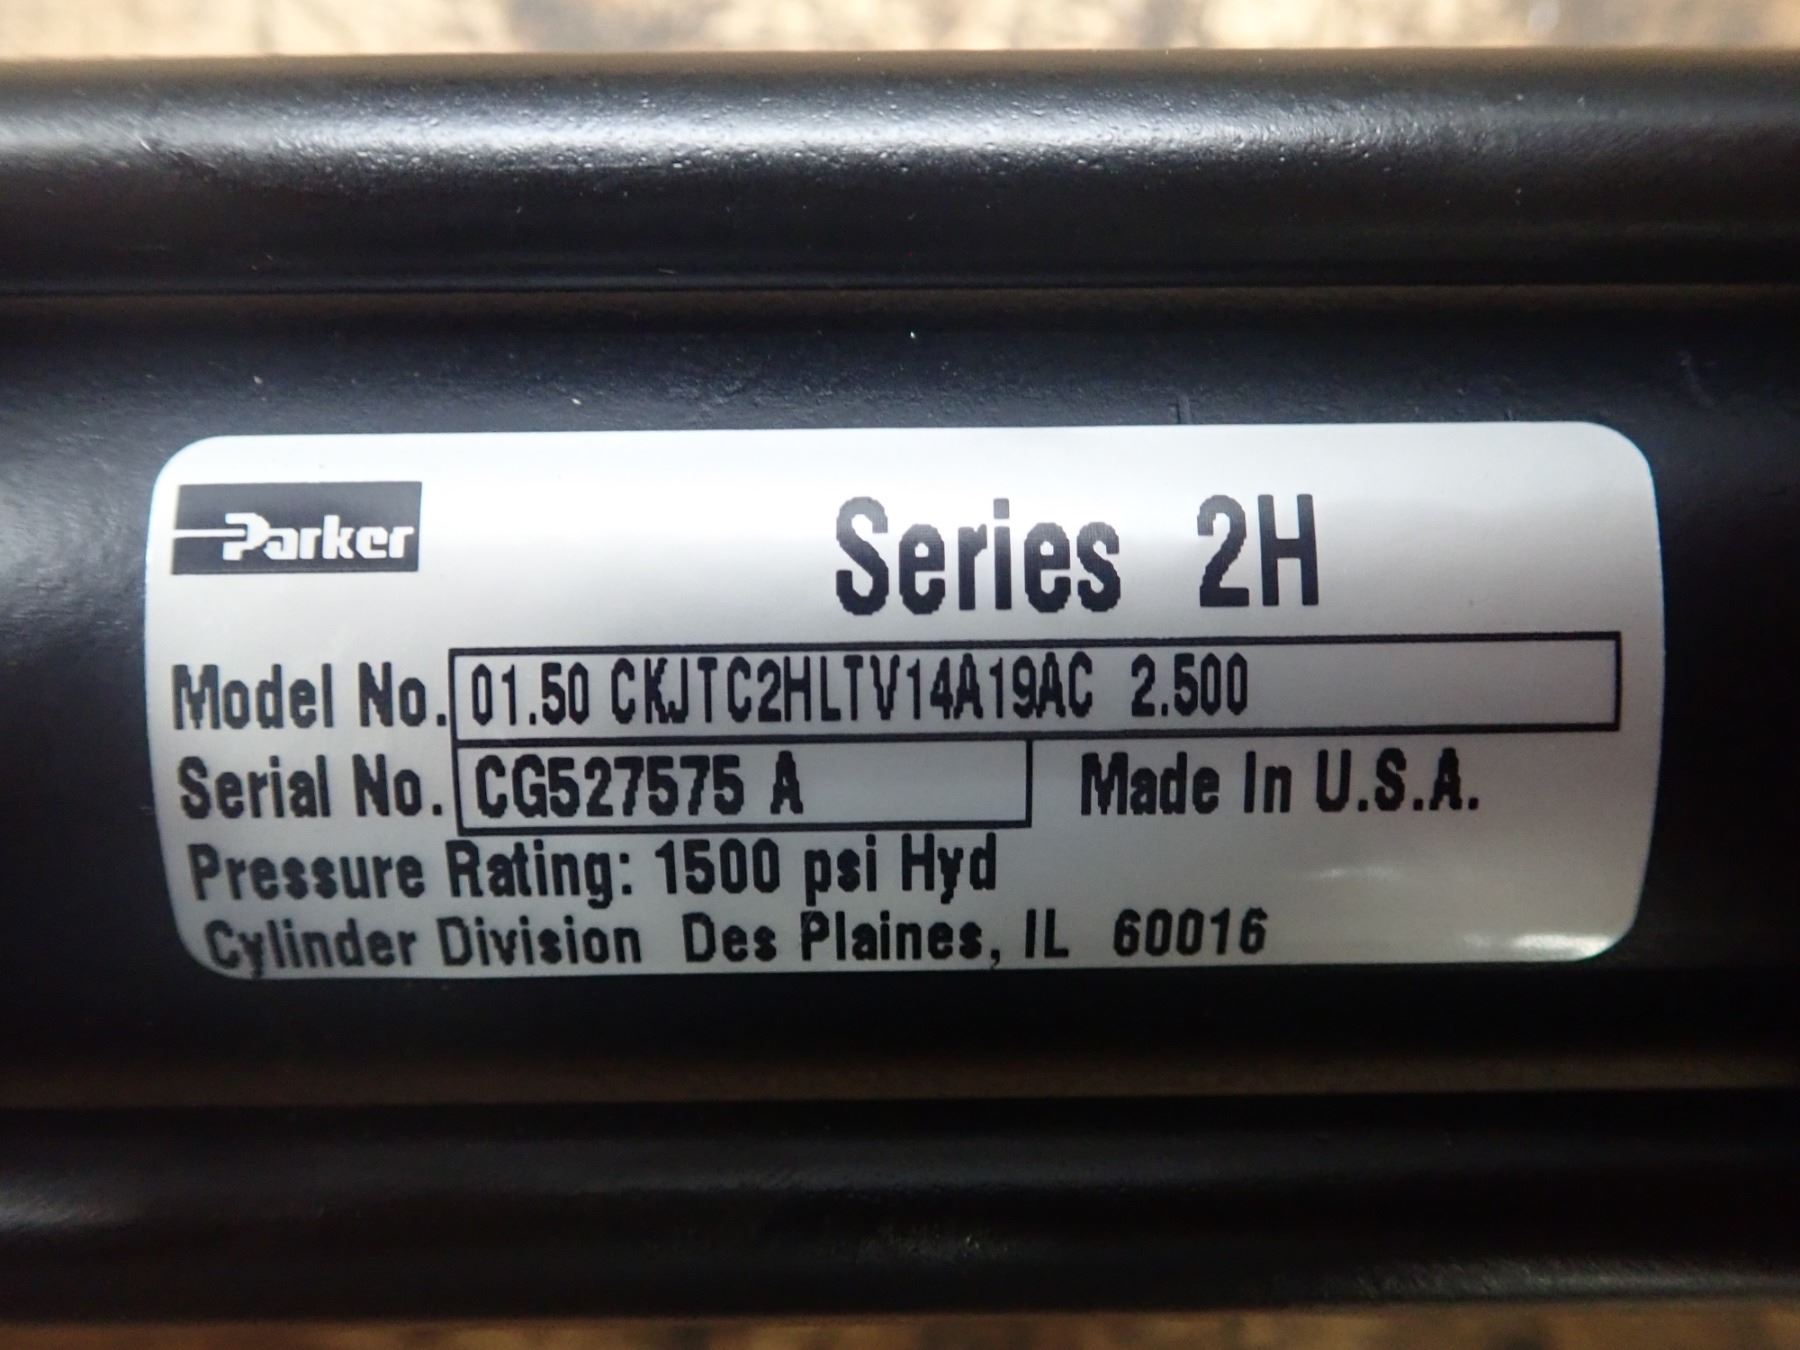 Parker
Series 2H
Model No. 01.50 CKJTC2HLTV14A19AC 2.500
Serial No. CG527575 A Made In U.S.A.
Pressure Rating: 1500 psi Hyd
Cylinder Division Des Plaines, IL 60016